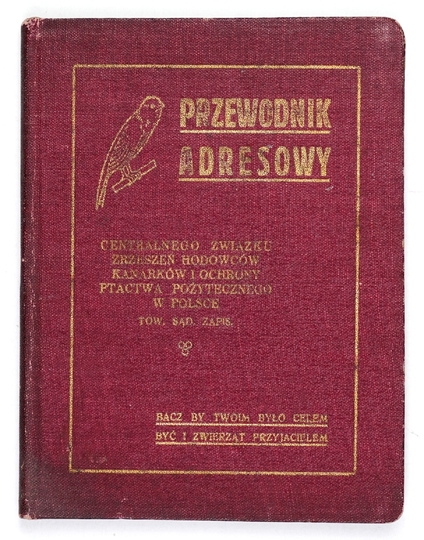 PRZEWODNIK
ADRESOWY
CENTRALNEGO ZWIĄZKU
ZRZESZEŃ HODOWCÓW
KANARKÓW I OCHRONY
PTACTWA POŻYTECZNEGO
W POLSCE
TOW. SĄD. ZAPIS.
BACZ BY TWOIM BYŁO CELEM
BYĆ I ZWIERZĄT PRZYJACIELEM